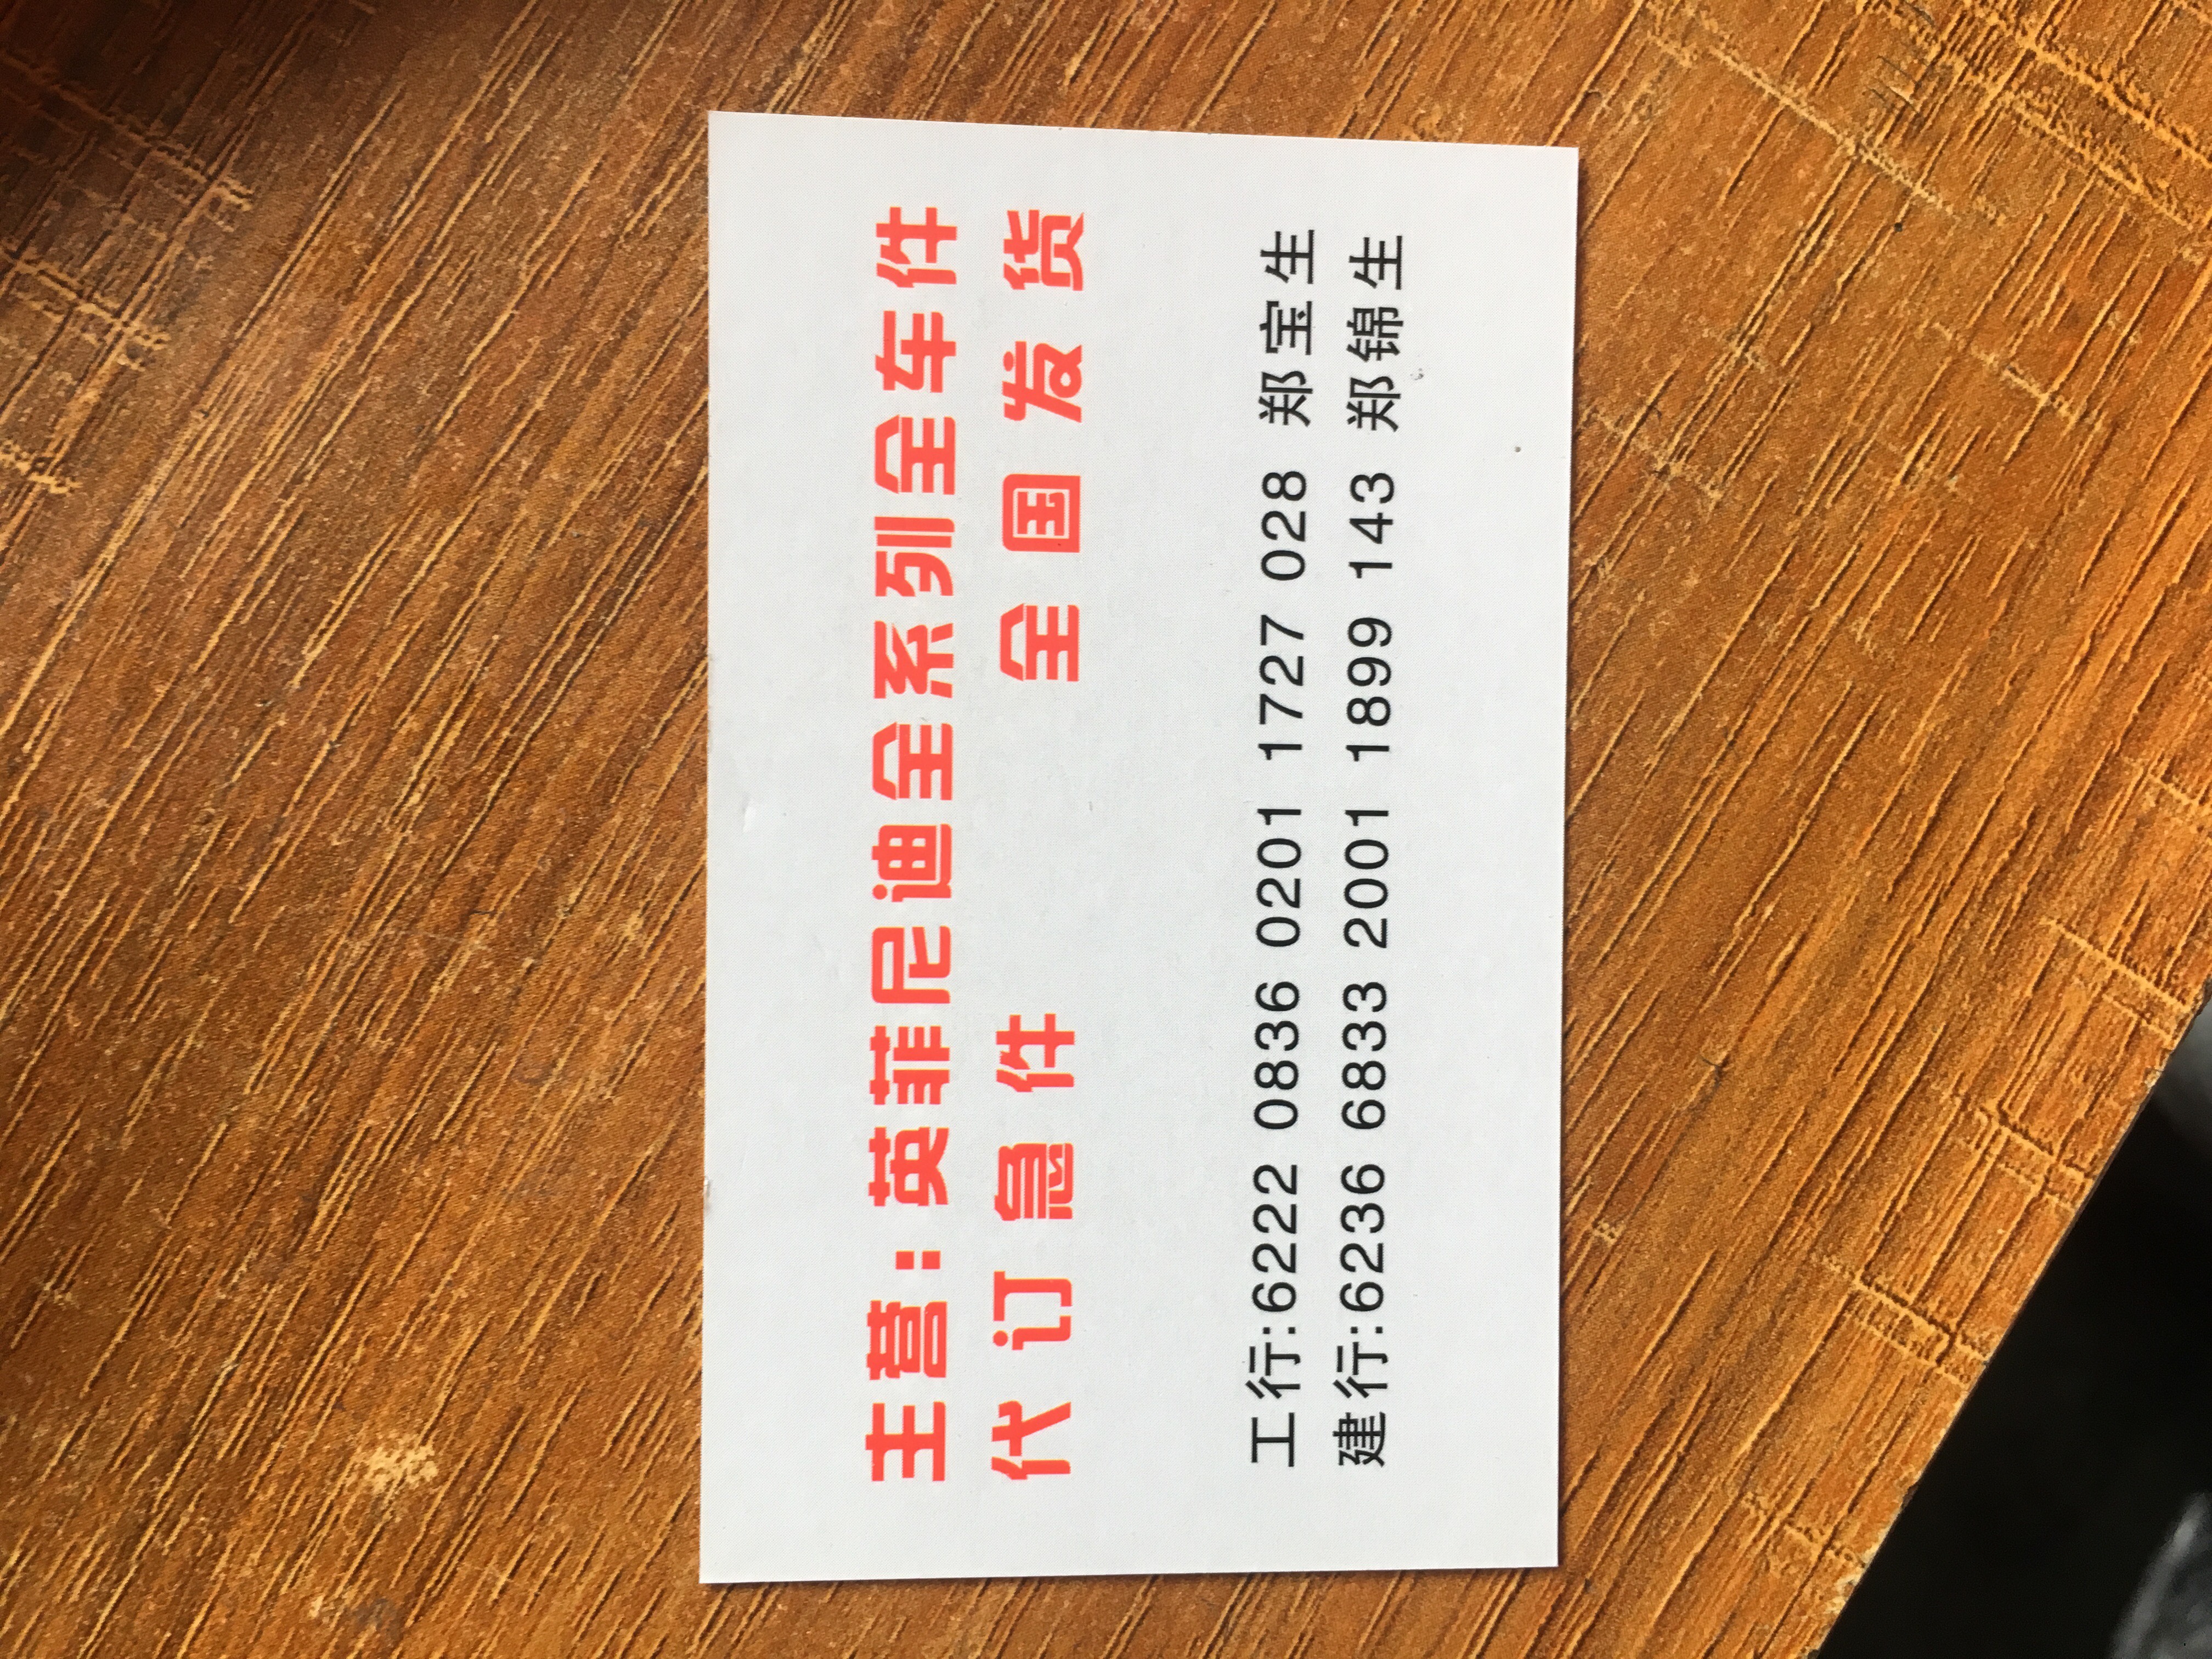 主营:英菲尼迪全系列全车件
代订急件 全国发货
工行:6222 0836 0201 1727 028 郑宝生
建行:6236 6833 2001 1899 143 郑锦生